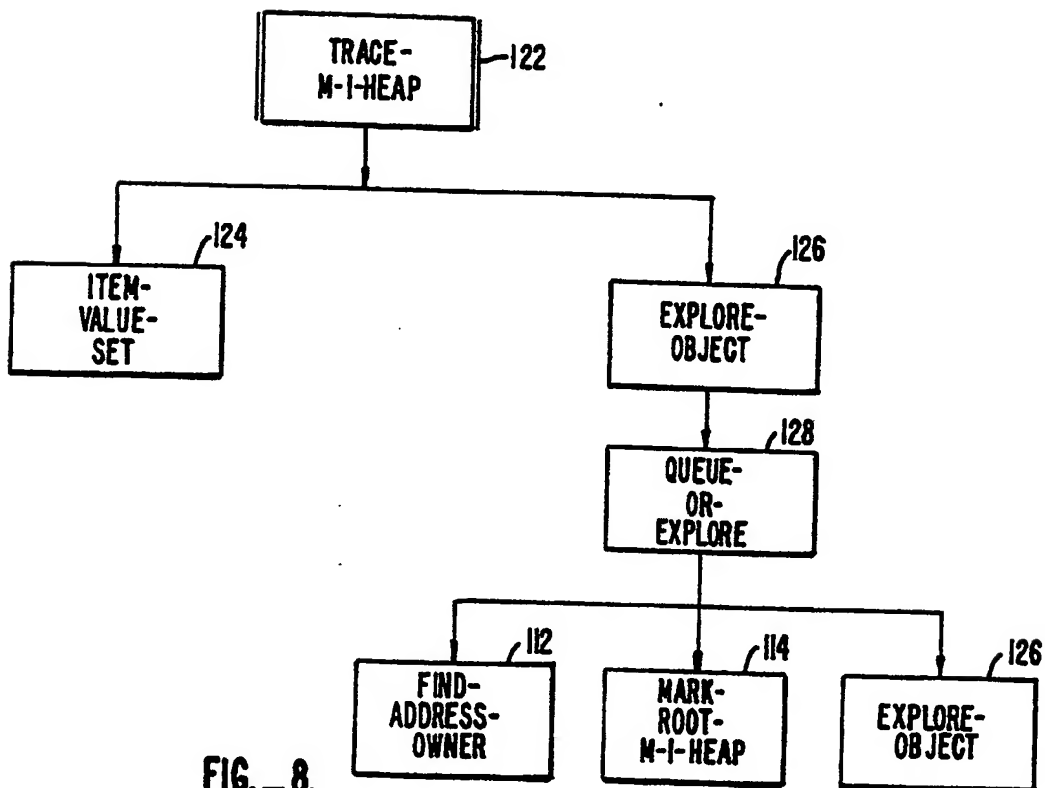 TRACE-
M-I-HEAP
122
124
ITEM-
VALUE-
SET
126
EXPLORE-
OBJECT
128
QUEUE-
OR-
EXPLORE
112
FIND-
ADDRESS-
OWNER
114
MARK-
ROOT-
M-I-HEAP
126
EXPLORE-
OBJECT
FIG._8.